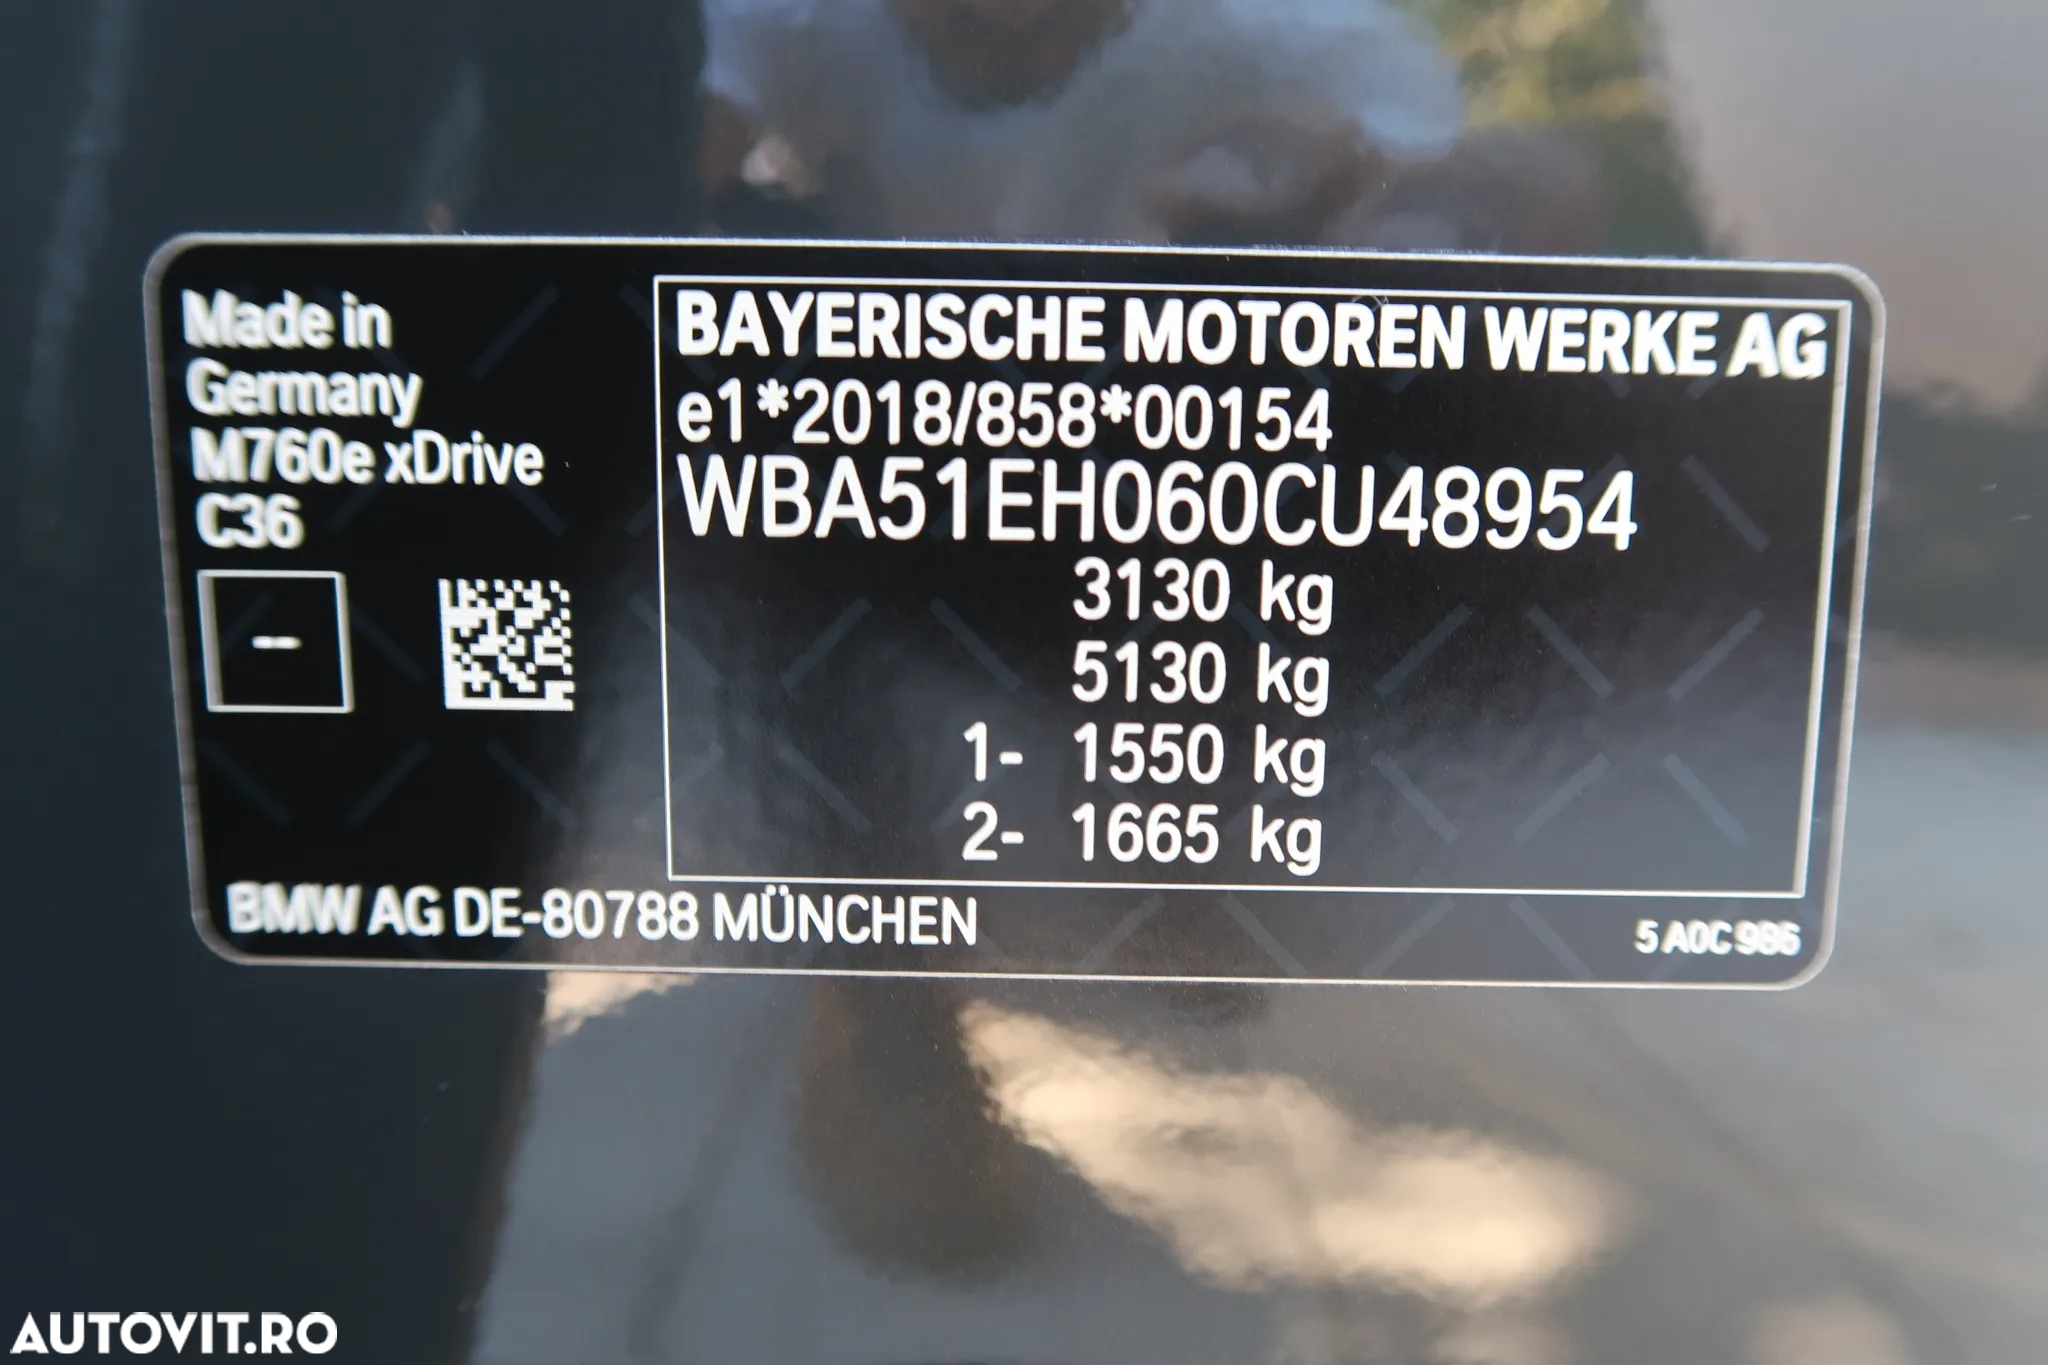 Made in
Germany
M760e xDrive
C36
--
BAYERISCHE MOTOREN WERKE AG
e1*2018/858*00154
WBA51EH060CU48954
3130 kg
5130 kg
1- 1550 kg
2- 1665 kg
BMW AG DE-80788 MÜNCHEN
5 A0C 986
AUTOVIT.RO